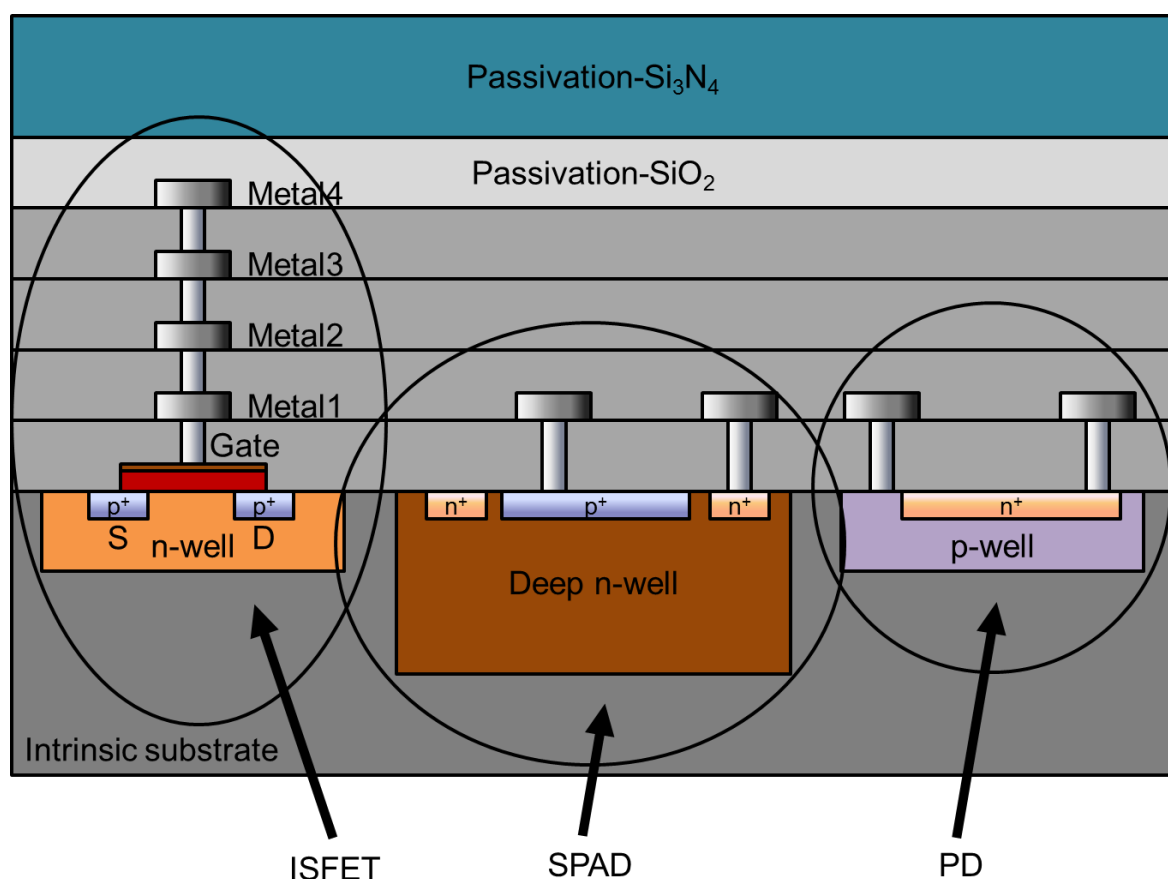 Passivation-Si₃N₄
Passivation-SiO₂
Metal4
Metal3
Metal2
Metal1
Gate
p⁺ p⁺ n⁺ p⁺ n⁺ n⁺
S D
n-well
Deep n-well
p-well
Intrinsic substrate
ISFET SPAD PD